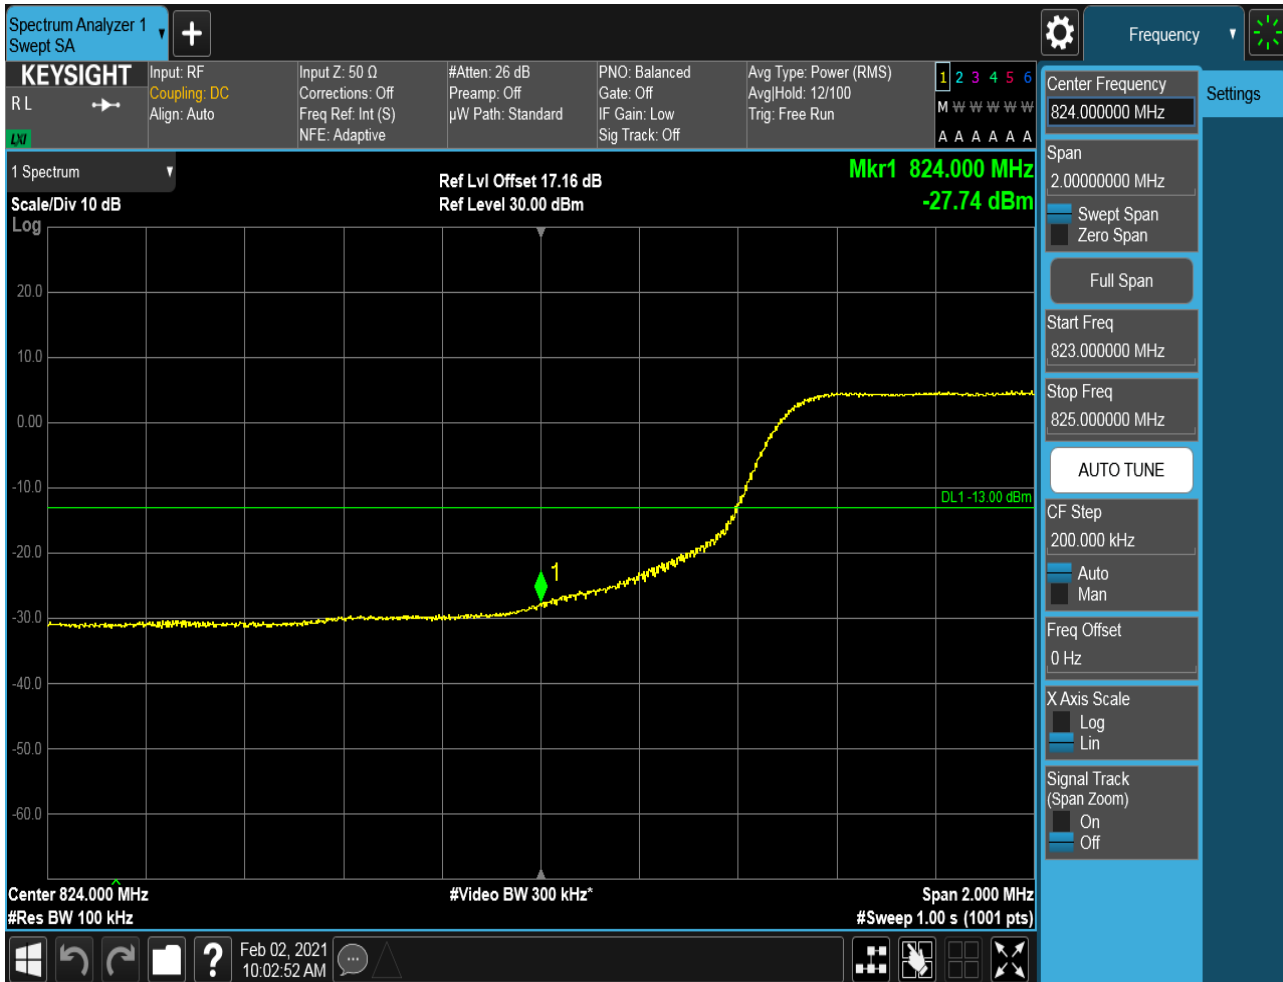 Spectrum Analyzer 1
Swept SA
Frequency
KEYSIGHT
R L
LXI
Input: RF
Coupling: DC
Align: Auto
Input Z: 50 Ω
Corrections: Off
Freq Ref: Int (S)
NFE: Adaptive
#Atten: 26 dB
Preamp: Off
µW Path: Standard
PNO: Balanced
Gate: Off
IF Gain: Low
Sig Track: Off
Avg Type: Power (RMS)
Avg|Hold: 12/100
Trig: Free Run
1 2 3 4 5 6
M W W W W W
A A A A A A
1 Spectrum
Scale/Div 10 dB
Log
Ref Lvl Offset 17.16 dB
Ref Level 30.00 dBm
Mkr1 824.000 MHz
-27.74 dBm
20.0
10.0
0.00
-10.0
-20.0
-30.0
-40.0
-50.0
-60.0
DL1 -13.00 dBm
1
Center 824.000 MHz
#Res BW 100 kHz
#Video BW 300 kHz*
Span 2.000 MHz
#Sweep 1.00 s (1001 pts)
?
Feb 02, 2021
10:02:52 AM
Center Frequency
824.000000 MHz
Settings
Span
2.00000000 MHz
Swept Span
Zero Span
Full Span
Start Freq
823.000000 MHz
Stop Freq
825.000000 MHz
AUTO TUNE
CF Step
200.000 kHz
Auto
Man
Freq Offset
0 Hz
X Axis Scale
Log
Lin
Signal Track
(Span Zoom)
On
Off